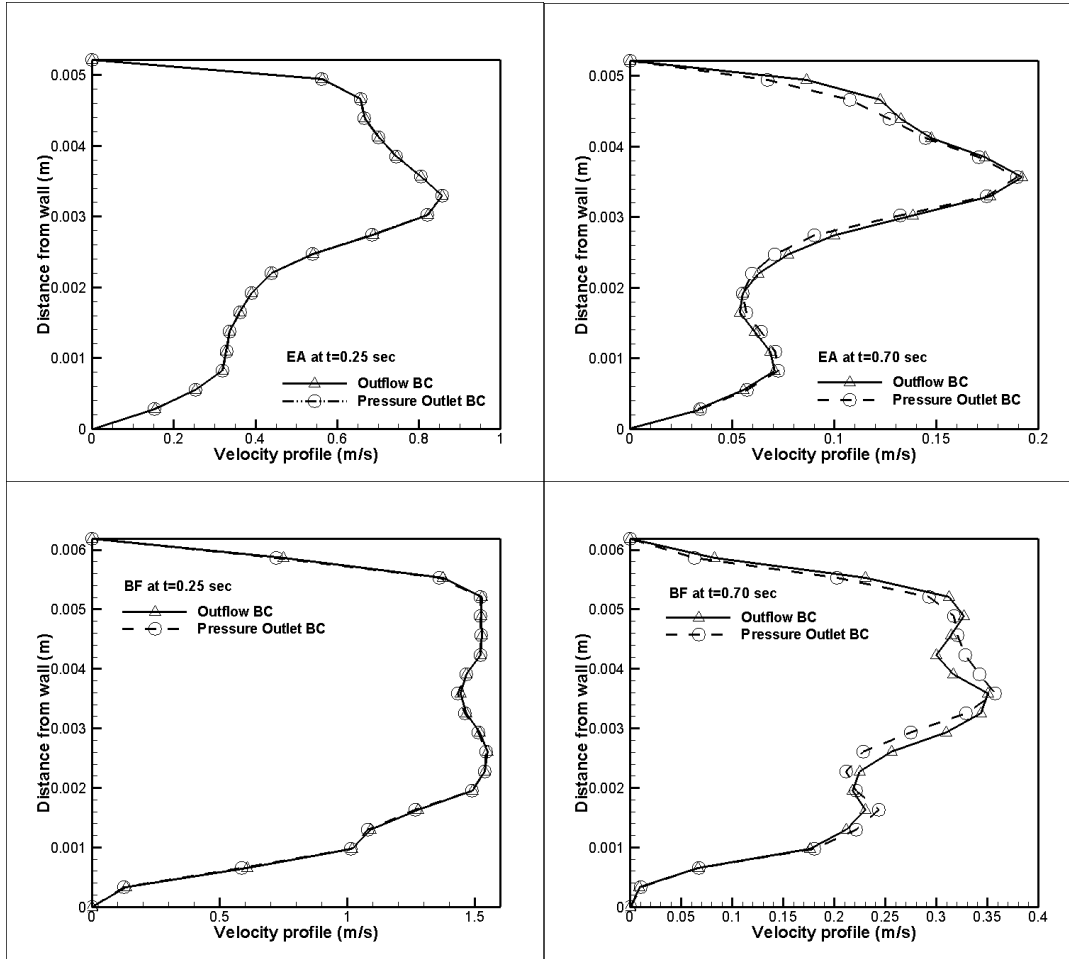 0.005
0.004
0.003
0.002
0.001
0
Distance from wall (m)
EA at t=0.25 sec
Outflow BC
Pressure Outlet BC
0 0.2 0.4 0.6 0.8 1
Velocity profile (m/s)
0.005
0.004
0.003
0.002
0.001
0
Distance from wall (m)
EA at t=0.70 sec
Outflow BC
Pressure Outlet BC
0 0.05 0.1 0.15 0.2
Velocity profile (m/s)
0.006
0.005
0.004
0.003
0.002
0.001
0
Distance from wall (m)
BF at t=0.25 sec
Outflow BC
Pressure Outlet BC
0 0.5 1 1.5
Velocity profile (m/s)
0.006
0.005
0.004
0.003
0.002
0.001
0
Distance from wall (m)
BF at t=0.70 sec
Outflow BC
Pressure Outlet BC
0 0.05 0.1 0.15 0.2 0.25 0.3 0.35 0.4
Velocity profile (m/s)